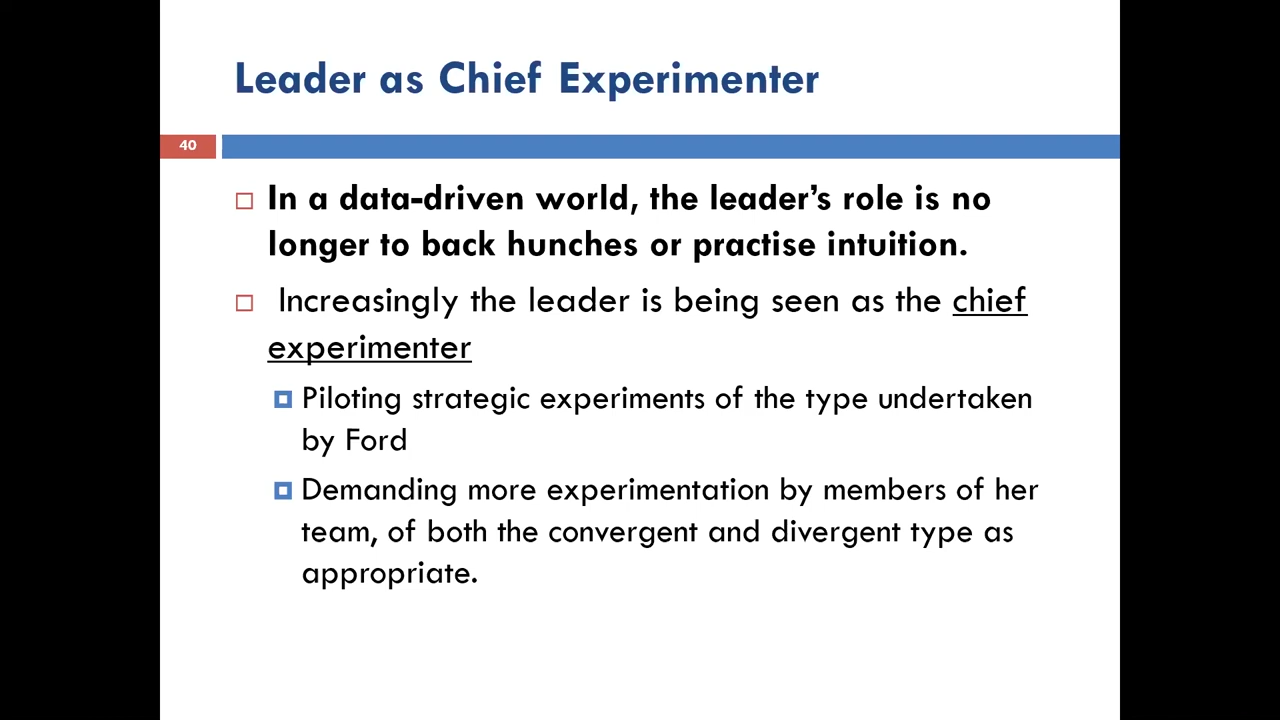 Leader as Chief Experimenter
40
In a data-driven world, the leader’s role is no
longer to back hunches or practise intuition.
Increasingly the leader is being seen as the chief
experimenter
Piloting strategic experiments of the type undertaken
by Ford
Demanding more experimentation by members of her
team, of both the convergent and divergent type as
appropriate.